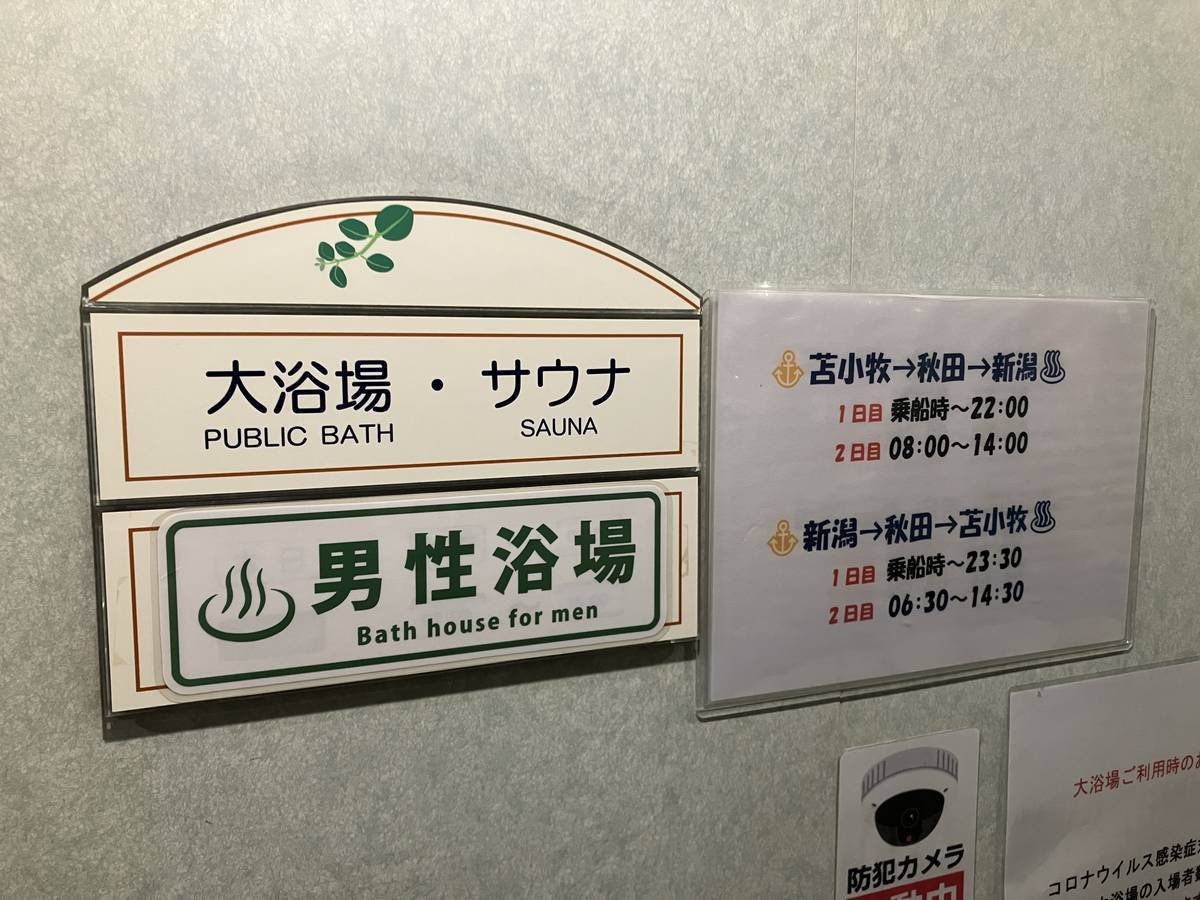 大浴場・サウナ
PUBLIC BATH SAUNA
男性浴場
Bath house for men
苫小牧→秋田→新潟
1日目 乗船時～22:00
2日目 08:00～14:00
新潟→秋田→苫小牧
1日目 乗船時～23:30
2日目 06:30～14:30
防犯カメラ
大浴場ご利用時の
コロナウイルス感染症
浴場の入場者